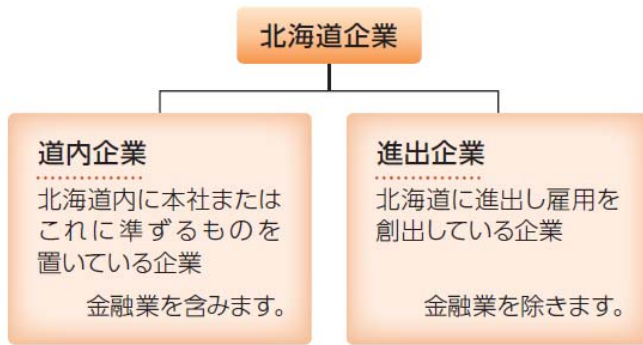 北海道企業
道内企業
北海道内に本社または
これに準ずるものを
置いている企業
金融業を含みます。
進出企業
北海道に進出し雇用を
創出している企業
金融業を除きます。